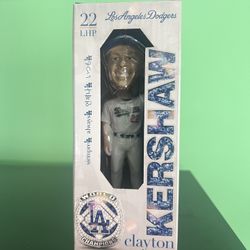 22
LHP
Los Angeles Dodgers
KERSHAW
clayton
WORLD
LA
CHAMPIONS